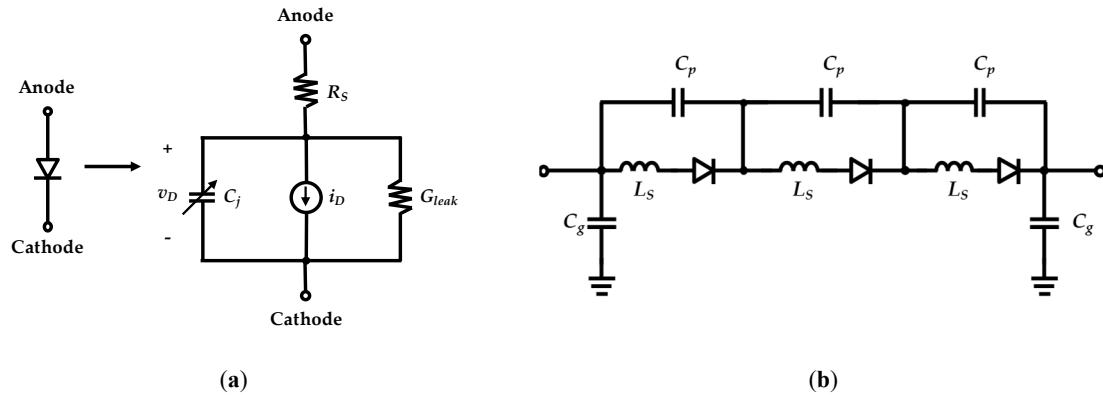 Anode
Cathode
Anode
R_S
+
v_D
-
C_j
i_D
G_leak
Cathode
(a)
C_p
C_p
C_p
L_S
L_S
L_S
C_g
C_g
(b)